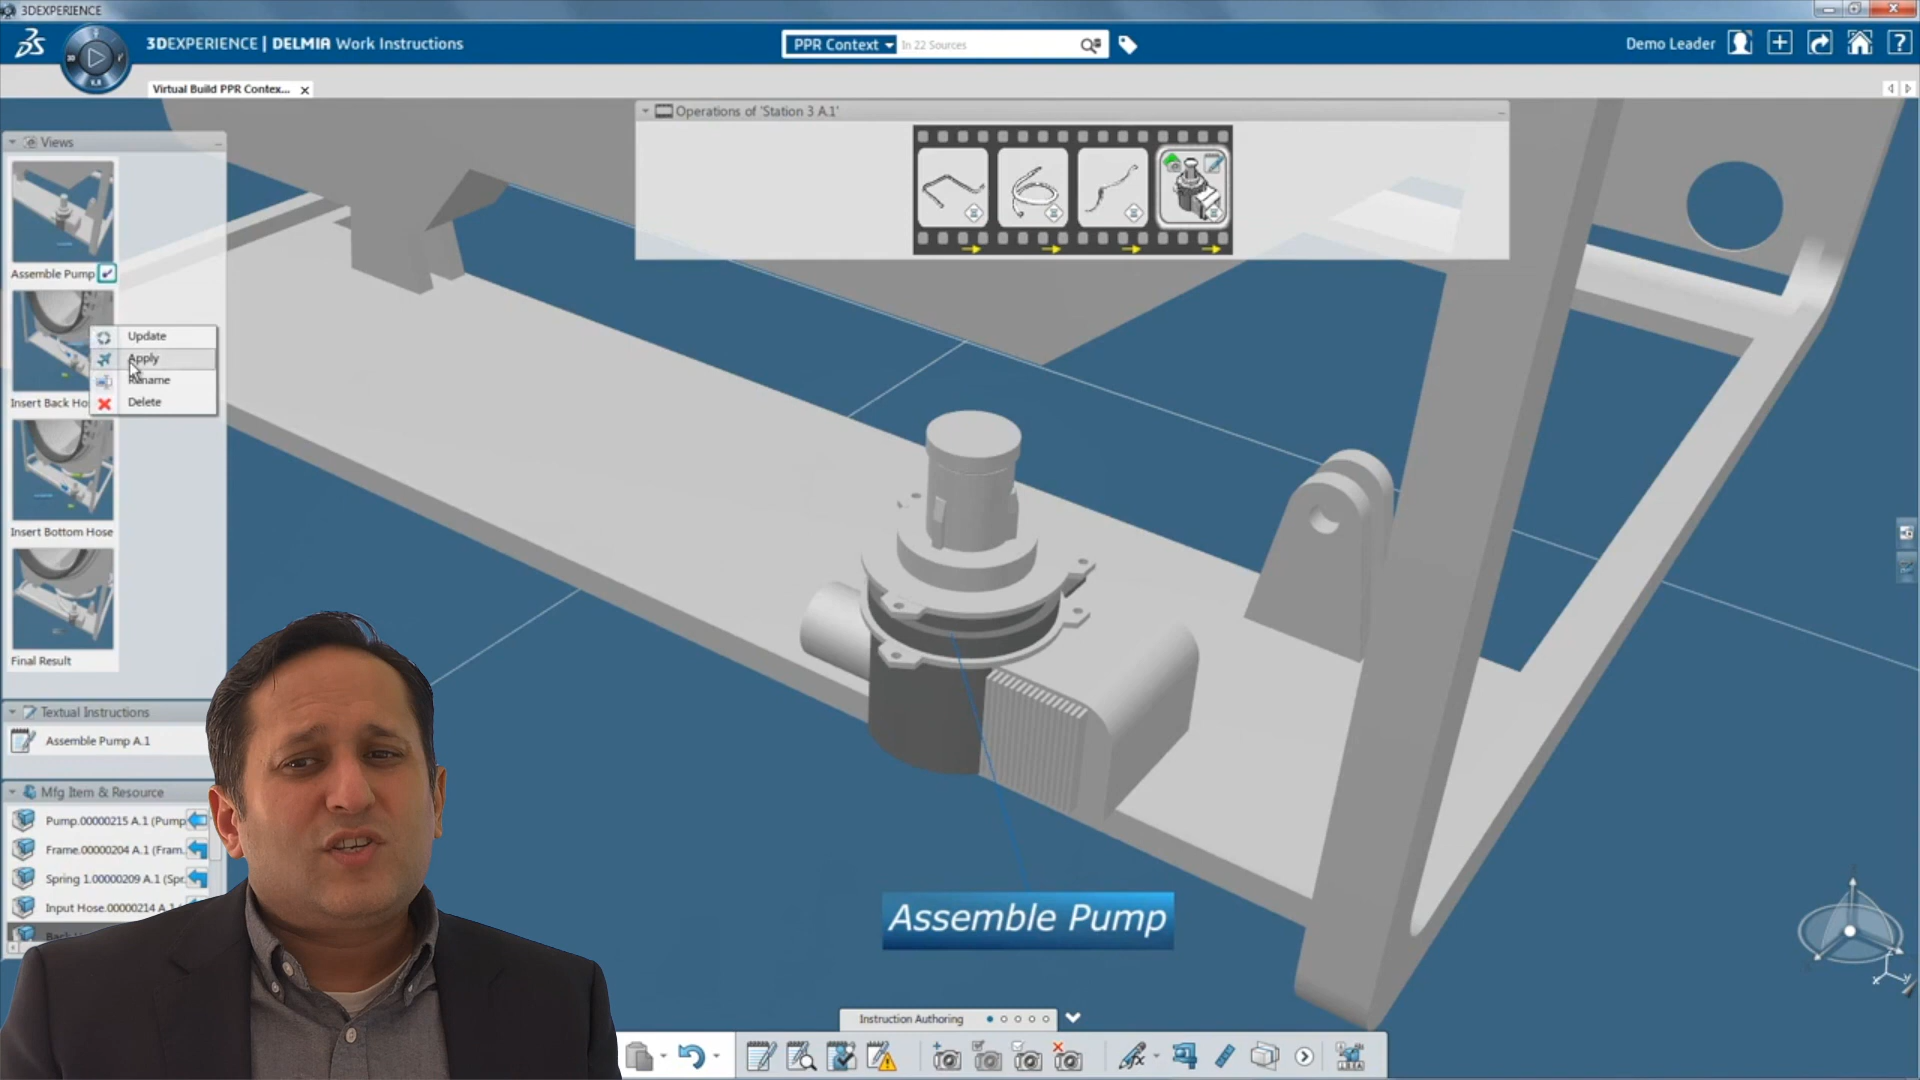 3DEXPERIENCE
3DEXPERIENCE | DELMIA Work Instructions
PPR Context
In 22 Sources
Demo Leader
Virtual Build PPR Contex...
Operations of 'Station 3 A.1'
Views
Assemble Pump
Update
Apply
Rename
Delete
Insert Back Ho
Insert Bottom Hose
Final Result
Textual Instructions
Assemble Pump A.1
Mfg Item & Resource
Pump.00000215 A.1 (Pump
Frame.00000204 A.1 (Fram.
Spring 1.00000209 A.1 (Spr.
Input Hose.00000214 A.1
Assemble Pump
Instruction Authoring